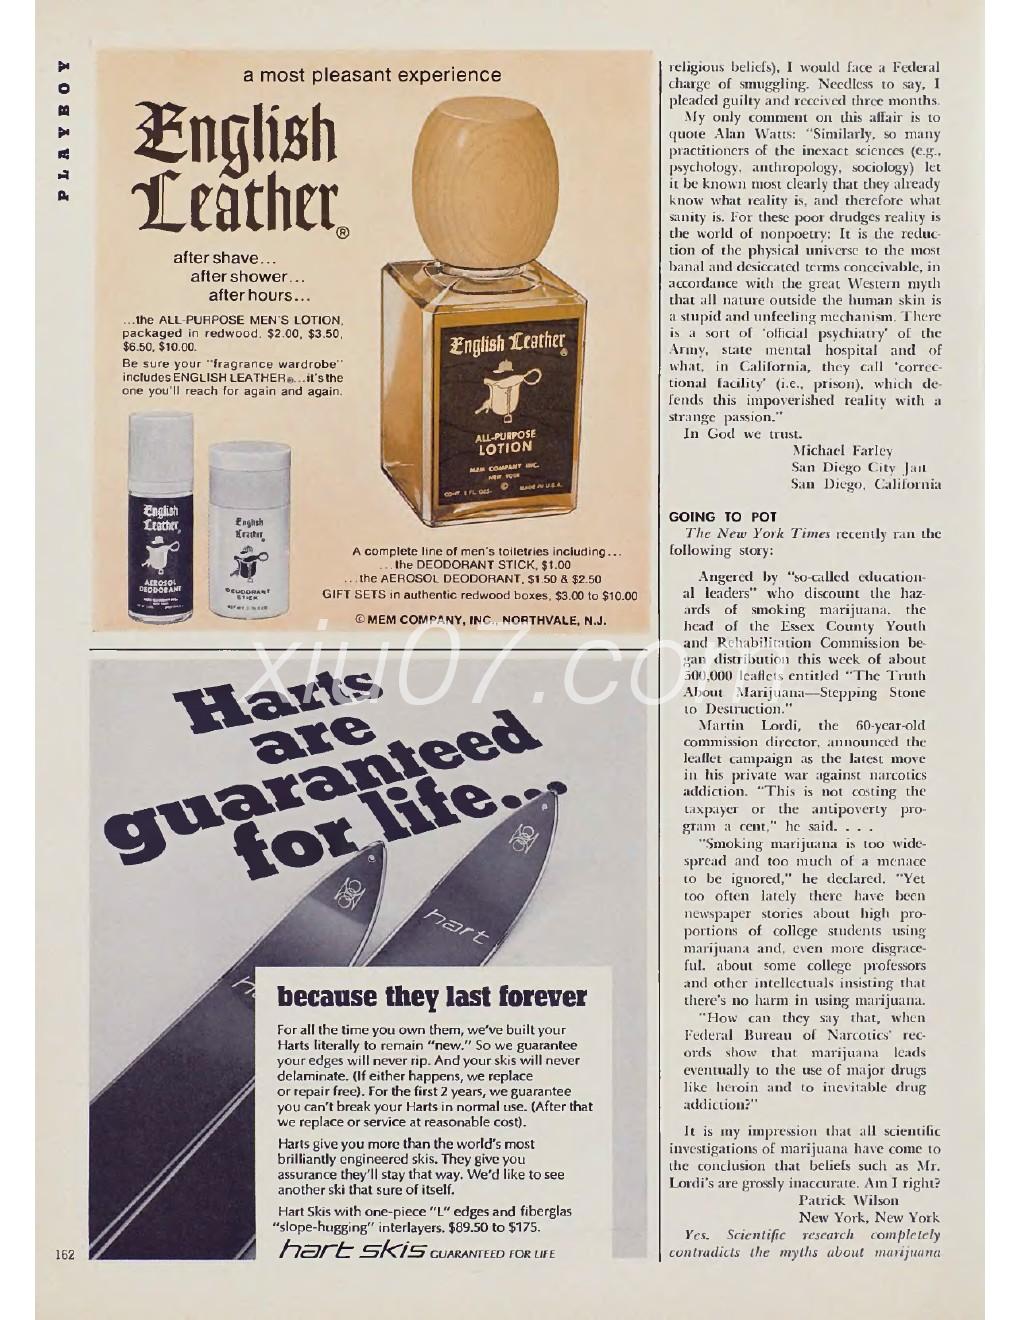 PLAYBOY
a most pleasant experience
English
Leather®
after shave...
after shower...
after hours...
...the ALL-PURPOSE MEN'S LOTION,
packaged in redwood. $2.00, $3.50,
$6.50, $10.00.
Be sure your "fragrance wardrobe"
includes ENGLISH LEATHER®...it's the
one you'll reach for again and again.
English Leather®
ALL-PURPOSE
LOTION
MEM COMPANY INC.
NEW YORK
CONT. 8 FL. OZS. © MADE IN U.S.A.
English
Leather®
AEROSOL
DEODORANT
English
Leather®
DEODORANT
STICK
A complete line of men's toiletries including...
...the DEODORANT STICK, $1.00
...the AEROSOL DEODORANT, $1.50 & $2.50
GIFT SETS in authentic redwood boxes, $3.00 to $10.00
© MEM COMPANY, INC., NORTHVALE, N.J.
xiu07.com
Harts
are
guaranteed
for life...
hart
because they last forever
For all the time you own them, we've built your
Harts literally to remain "new." So we guarantee
your edges will never rip. And your skis will never
delaminate. (If either happens, we replace
or repair free). For the first 2 years, we guarantee
you can't break your Harts in normal use. (After that
we replace or service at reasonable cost).
Harts give you more than the world's most
brilliantly engineered skis. They give you
assurance they'll stay that way. We'd like to see
another ski that sure of itself.
Hart Skis with one-piece "L" edges and fiberglas
"slope-hugging" interlayers. $89.50 to $175.
hart skis GUARANTEED FOR LIFE
162
religious beliefs), I would face a Federal
charge of smuggling. Needless to say, I
pleaded guilty and received three months.
My only comment on this affair is to
quote Alan Watts: "Similarly, so many
practitioners of the inexact sciences (e.g.,
psychology, anthropology, sociology) let
it be known most clearly that they already
know what reality is, and therefore what
sanity is. For these poor drudges reality is
the world of nonpoetry: It is the reduc-
tion of the physical universe to the most
banal and desiccated terms conceivable, in
accordance with the great Western myth
that all nature outside the human skin is
a stupid and unfeeling mechanism. There
is a sort of 'official psychiatry' of the
Army, state mental hospital and of
what, in California, they call 'correc-
tional facility' (i.e., prison), which de-
fends this impoverished reality with a
strange passion."
In God we trust.
Michael Farley
San Diego City Jail
San Diego, California
GOING TO POT
The New York Times recently ran the
following story:
Angered by "so-called education-
al leaders" who discount the haz-
ards of smoking marijuana, the
head of the Essex County Youth
and Rehabilitation Commission be-
gan distribution this week of about
500,000 leaflets entitled "The Truth
About Marijuana—Stepping Stone
to Destruction."
Martin Lordi, the 60-year-old
commission director, announced the
leaflet campaign as the latest move
in his private war against narcotics
addiction. "This is not costing the
taxpayer or the antipoverty pro-
gram a cent," he said. . . .
"Smoking marijuana is too wide-
spread and too much of a menace
to be ignored," he declared. "Yet
too often lately there have been
newspaper stories about high pro-
portions of college students using
marijuana and, even more disgrace-
ful, about some college professors
and other intellectuals insisting that
there's no harm in using marijuana.
"How can they say that, when
Federal Bureau of Narcotics' rec-
ords show that marijuana leads
eventually to the use of major drugs
like heroin and to inevitable drug
addiction?"
It is my impression that all scientific
investigations of marijuana have come to
the conclusion that beliefs such as Mr.
Lordi's are grossly inaccurate. Am I right?
Patrick Wilson
New York, New York
Yes. Scientific research completely
contradicts the myths about marijuana